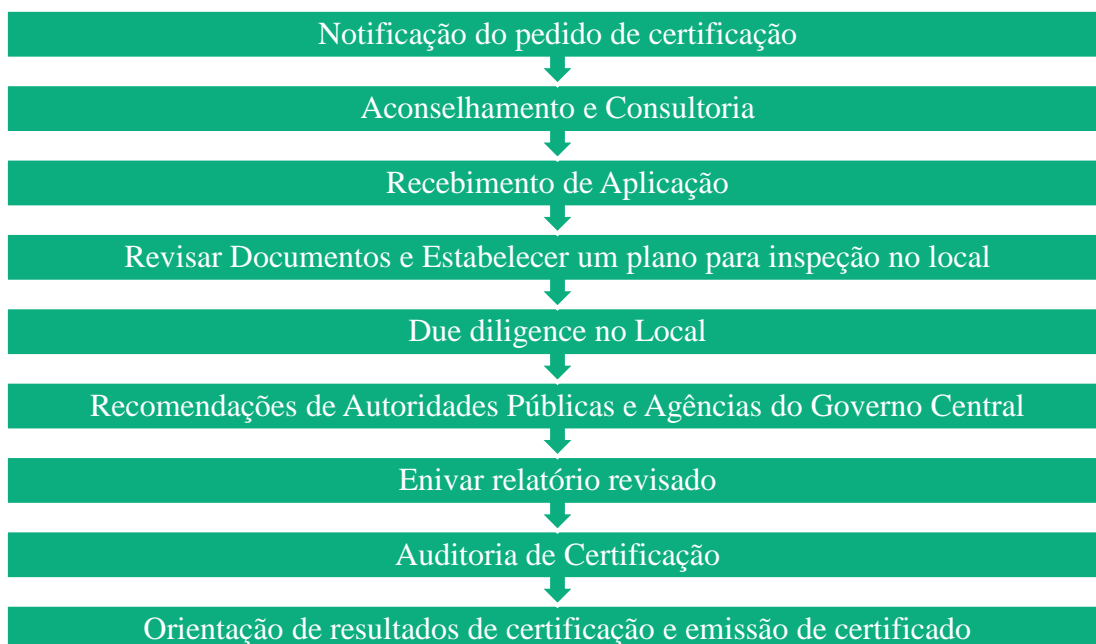 Notificação do pedido de certificação
Aconselhamento e Consultoria
Recebimento de Aplicação
Revisar Documentos e Estabelecer um plano para inspeção no local
Due diligence no Local
Recomendações de Autoridades Públicas e Agências do Governo Central
Enivar relatório revisado
Auditoria de Certificação
Orientação de resultados de certificação e emissão de certificado